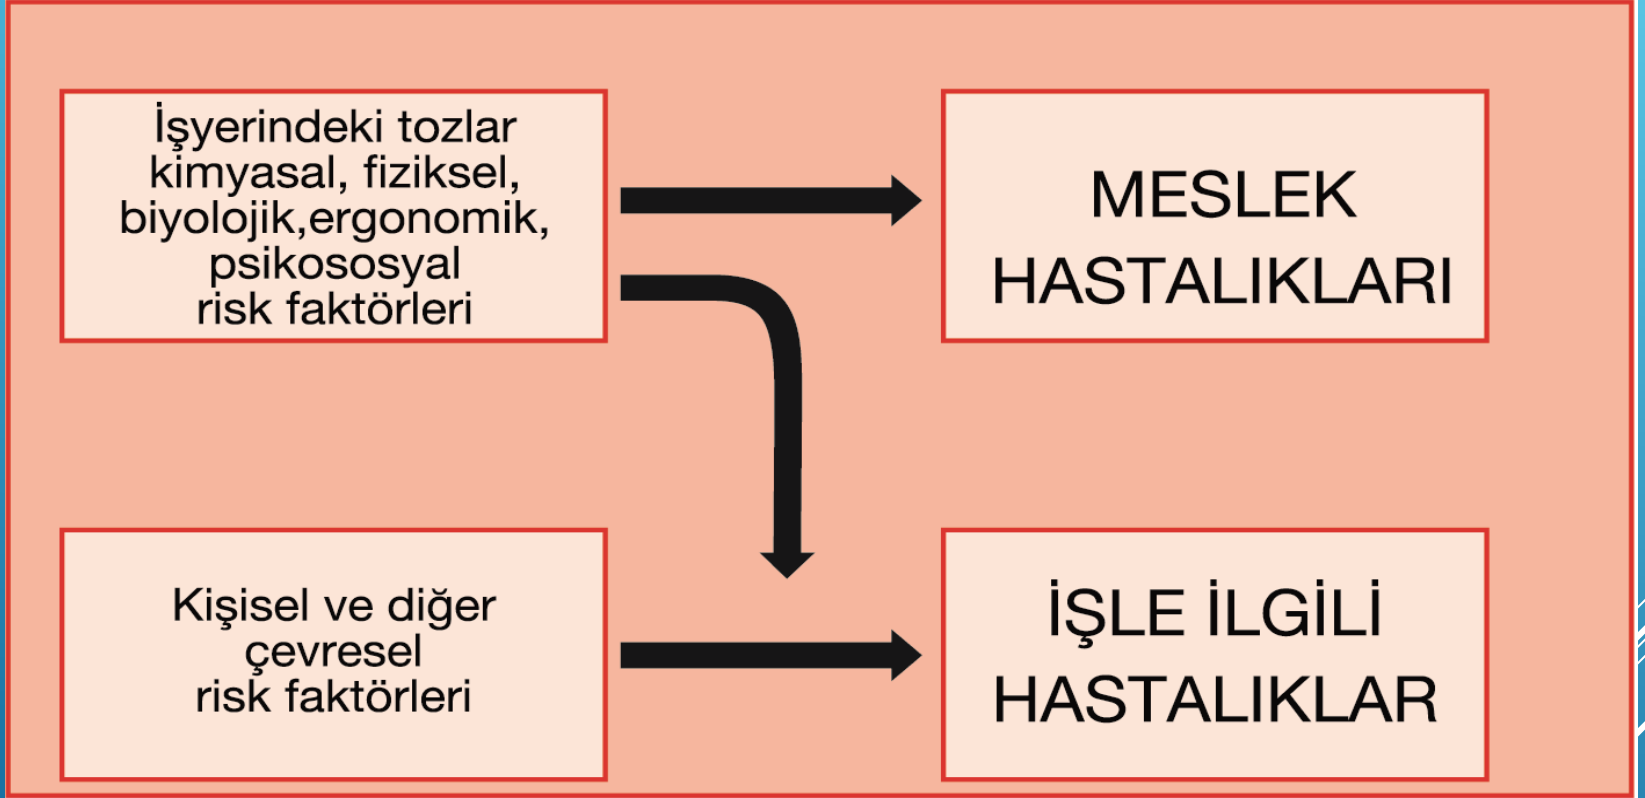 İşyerindeki tozlar
kimyasal, fiziksel,
biyolojik,ergonomik,
psikososyal
risk faktörleri
MESLEK
HASTALIKLARI
Kişisel ve diğer
çevresel
risk faktörleri
İŞLE İLGİLİ
HASTALIKLAR